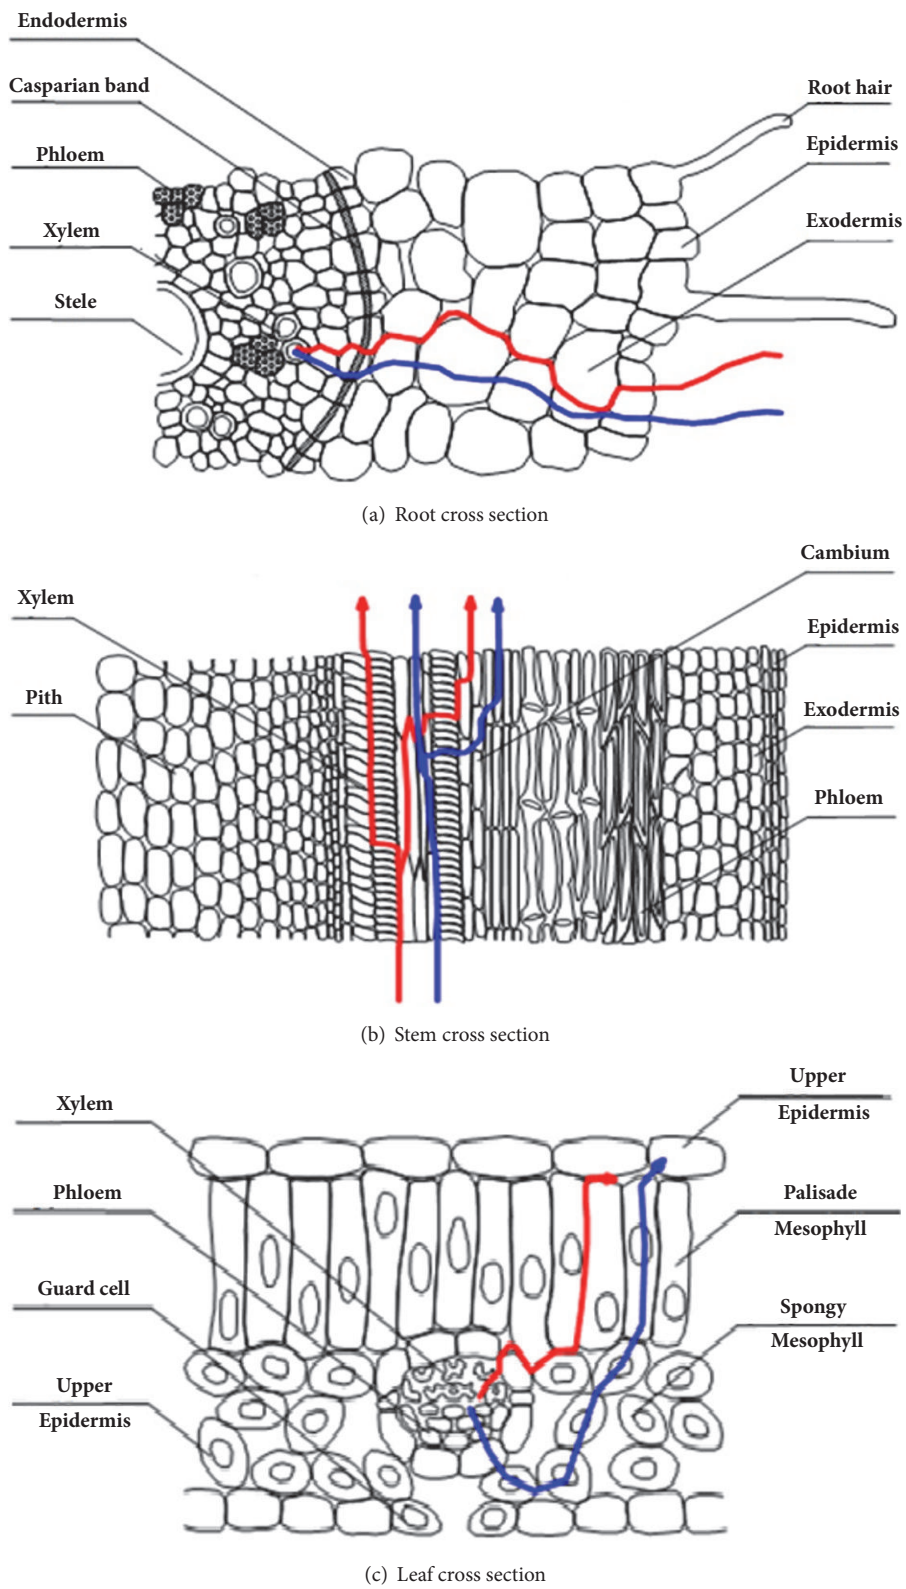 Endodermis
Casparian band
Phloem
Xylem
Stele
Root hair
Epidermis
Exodermis
(a) Root cross section
Xylem
Pith
Cambium
Epidermis
Exodermis
Phloem
(b) Stem cross section
Xylem
Phloem
Guard cell
Upper
Epidermis
Upper
Epidermis
Palisade
Mesophyll
Spongy
Mesophyll
(c) Leaf cross section